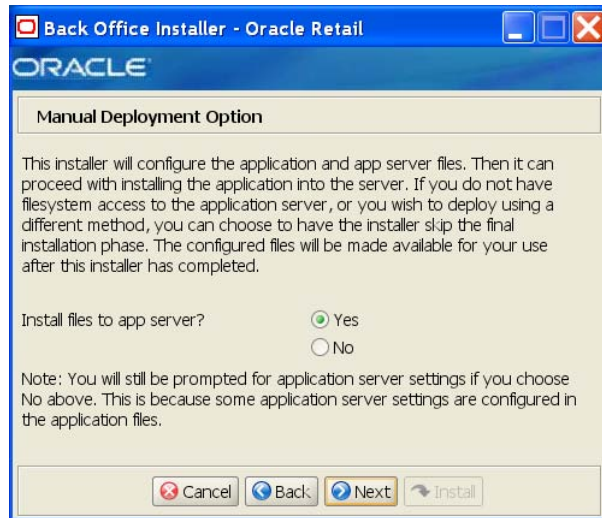 Back Office Installer - Oracle Retail
ORACLE
Manual Deployment Option
This installer will configure the application and app server files. Then it can
proceed with installing the application into the server. If you do not have
filesystem access to the application server, or you wish to deploy using a
different method, you can choose to have the installer skip the final
installation phase. The configured files will be made available for your use
after this installer has completed.
Install files to app server?
Yes
No
Note: You will still be prompted for application server settings if you choose
No above. This is because some application server settings are configured in
the application files.
Cancel Back Next Install